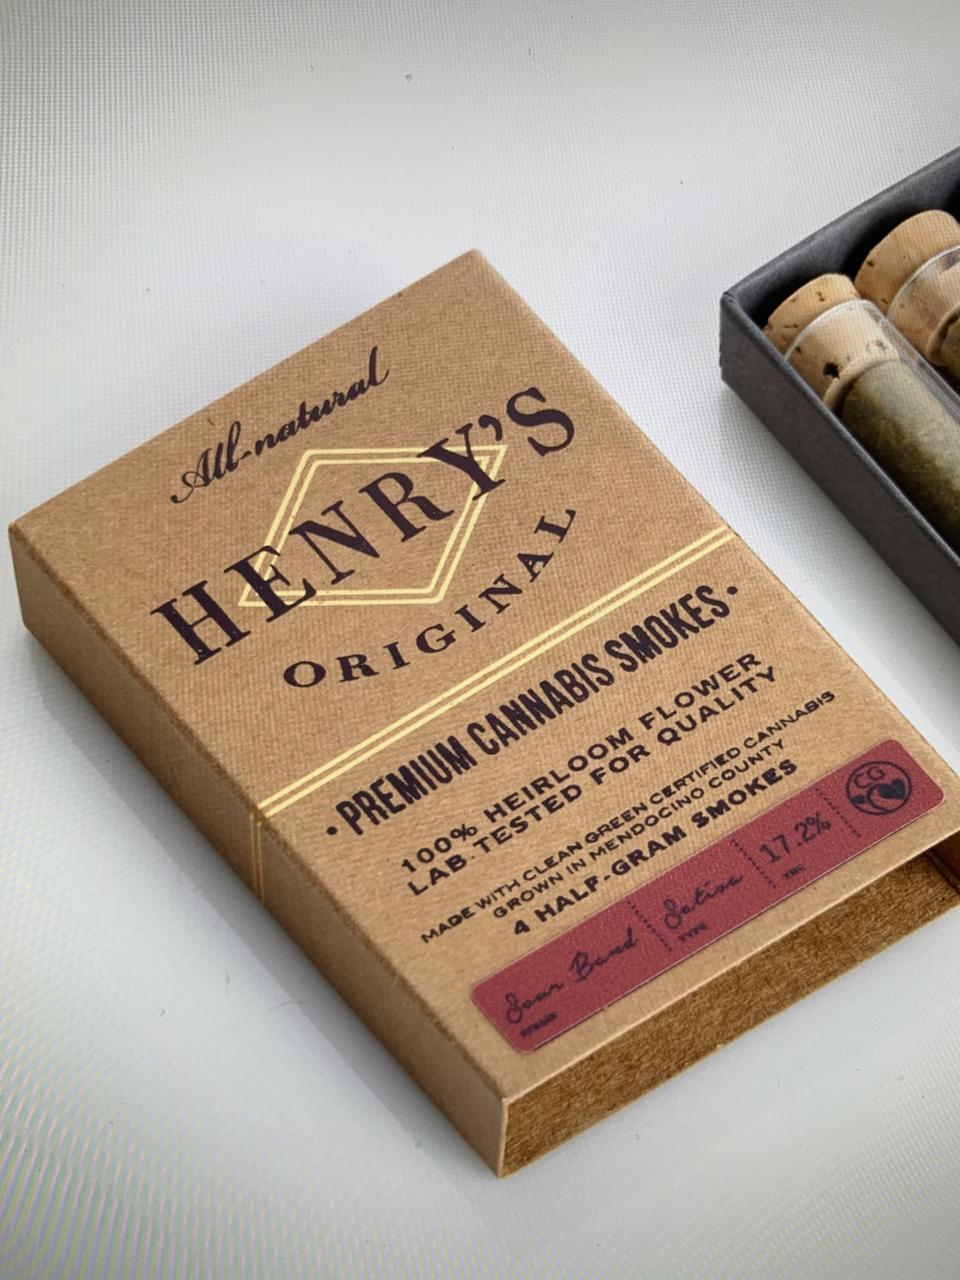 All-natural
HENRY'S
ORIGINAL
• PREMIUM CANNABIS SMOKES •
100% HEIRLOOM FLOWER
LAB-TESTED FOR QUALITY
MADE WITH CLEAN GREEN CERTIFIED CANNABIS
GROWN IN MENDOCINO COUNTY
4 HALF-GRAM SMOKES
Sour Band Sativa 17.2% CG
STRAIN TYPE THC